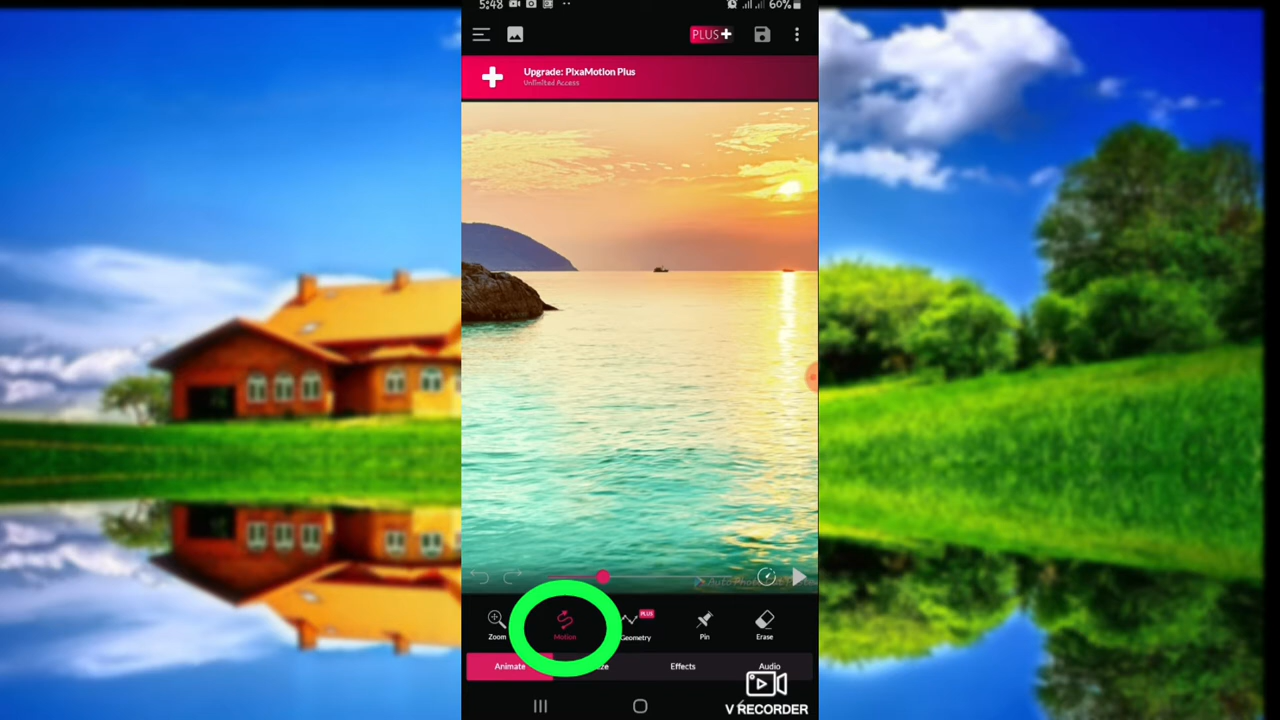 5:48
60%
PLUS+
Upgrade: PixaMotion Plus
Unlimited Access
Zoom
Motion
PLUS
Geometry
Pin
Erase
Animate
Effects
Audio
V RECORDER